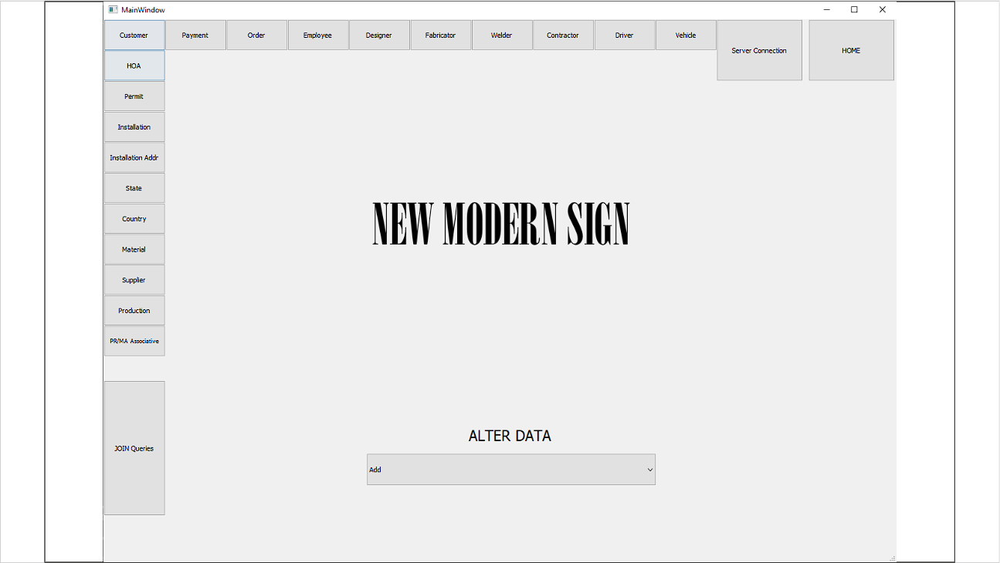 MainWindow
Customer
Payment
Order
Employee
Designer
Fabricator
Welder
Contractor
Driver
Vehicle
Server Connection
HOME
HOA
Permit
Installation
Installation Addr
State
Country
Material
Supplier
Production
PR/MA Associative
JOIN Queries
NEW MODERN SIGN
ALTER DATA
Add